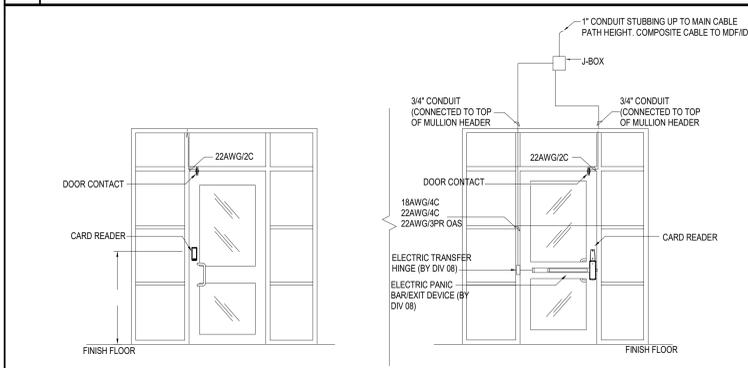 1" CONDUIT STUBBING UP TO MAIN CABLE
PATH HEIGHT. COMPOSITE CABLE TO MDF/ID
J-BOX
3/4" CONDUIT
(CONNECTED TO TOP
OF MULLION HEADER
3/4" CONDUIT
(CONNECTED TO TOP
OF MULLION HEADER
22AWG/2C
DOOR CONTACT
CARD READER
FINISH FLOOR
22AWG/2C
DOOR CONTACT
18AWG/4C
22AWG/4C
22AWG/3PR OAS
CARD READER
ELECTRIC TRANSFER
HINGE (BY DIV 08)
ELECTRIC PANIC
BAR/EXIT DEVICE (BY
DIV 08)
FINISH FLOOR